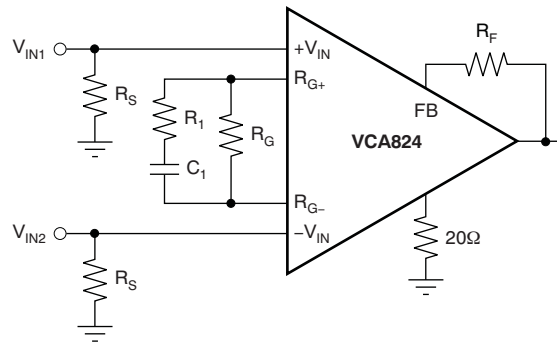 V_IN1
+V_IN
R_F
R_S
R_G+
R_1
R_G
FB
VCA824
C_1
R_G−
V_IN2
−V_IN
20Ω
R_S